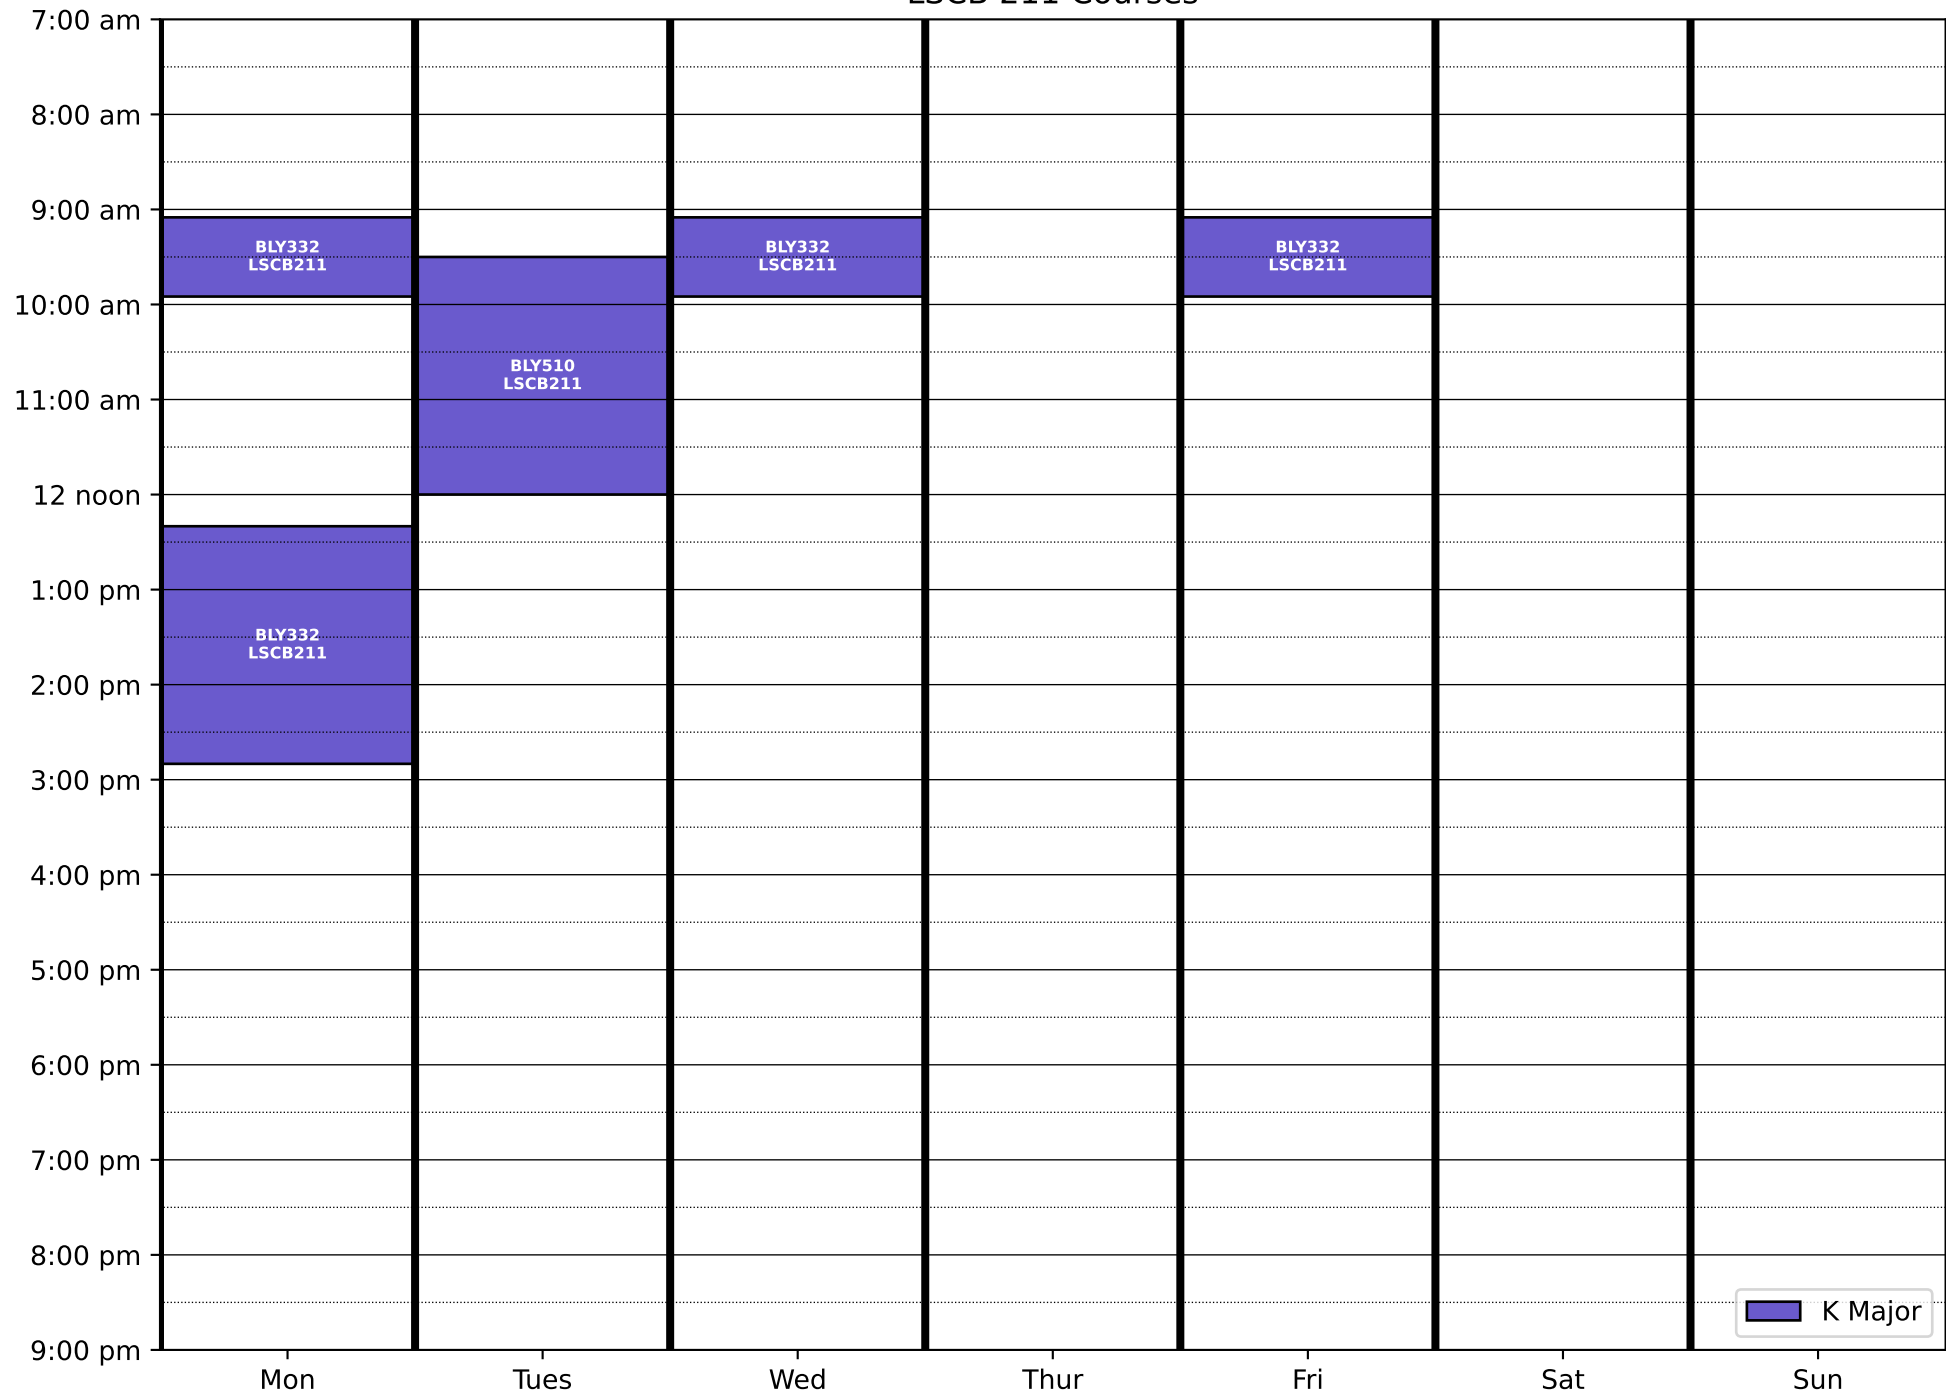 LSCB 211 Courses
7:00 am
8:00 am
9:00 am
10:00 am
11:00 am
12 noon
1:00 pm
2:00 pm
3:00 pm
4:00 pm
5:00 pm
6:00 pm
7:00 pm
8:00 pm
9:00 pm
BLY332
LSCB211
BLY332
LSCB211
BLY332
LSCB211
BLY510
LSCB211
BLY332
LSCB211
K Major
Mon
Tues
Wed
Thur
Fri
Sat
Sun